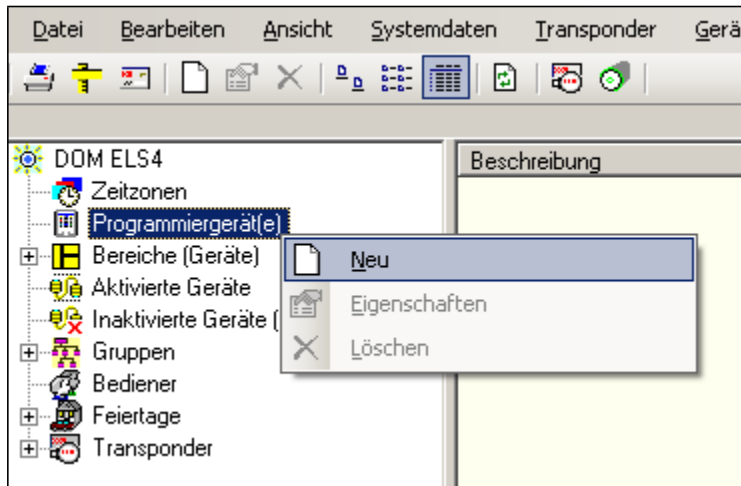 Datei Bearbeiten Ansicht Systemdaten Transponder Gerä
DOM ELS4
Beschreibung
Zeitzonen
Programmiergerät(e)
Bereiche (Geräte)
Aktivierte Geräte
Inaktivierte Geräte (
Gruppen
Bediener
Feiertage
Transponder
Neu
Eigenschaften
Löschen